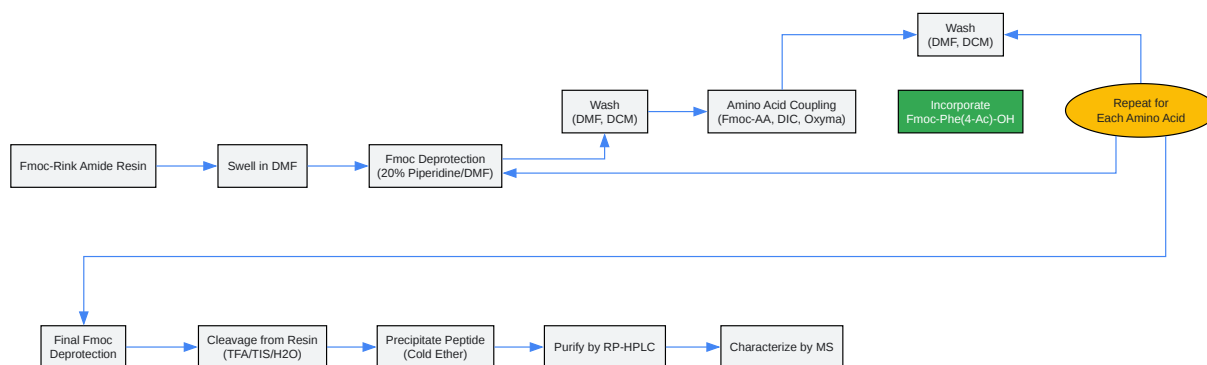 Fmoc-Rink Amide Resin
Swell in DMF
Fmoc Deprotection
(20% Piperidine/DMF)
Wash
(DMF, DCM)
Amino Acid Coupling
(Fmoc-AA, DIC, Oxyma)
Wash
(DMF, DCM)
Incorporate
Fmoc-Phe(4-Ac)-OH
Repeat for
Each Amino Acid
Final Fmoc
Deprotection
Cleavage from Resin
(TFA/TIS/H2O)
Precipitate Peptide
(Cold Ether)
Purify by RP-HPLC
Characterize by MS